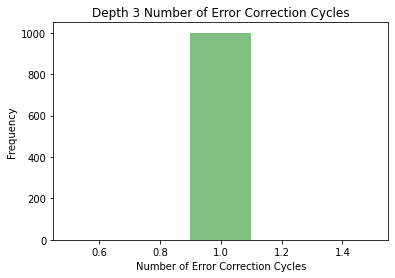 Depth 3 Number of Error Correction Cycles
1000
800
600
400
200
0
Frequency
0.6 0.8 1.0 1.2 1.4
Number of Error Correction Cycles